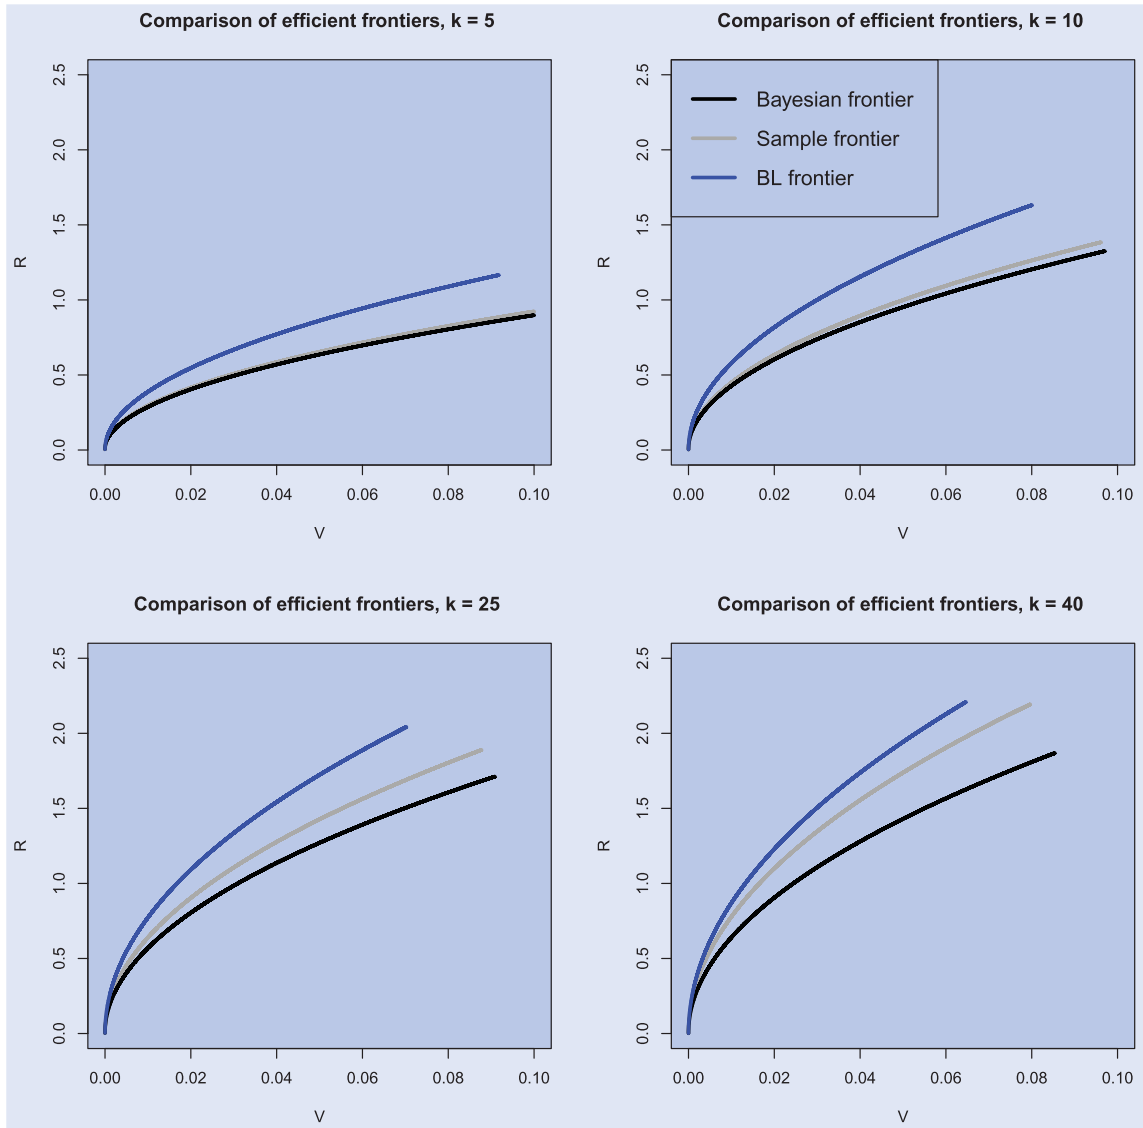 Comparison of efficient frontiers, k = 5
2.5
2.0
1.5
1.0
0.5
0.0
R
0.00 0.02 0.04 0.06 0.08 0.10
V
Comparison of efficient frontiers, k = 10
Bayesian frontier
Sample frontier
BL frontier
2.5
2.0
1.5
1.0
0.5
0.0
R
0.00 0.02 0.04 0.06 0.08 0.10
V
Comparison of efficient frontiers, k = 25
2.5
2.0
1.5
1.0
0.5
0.0
R
0.00 0.02 0.04 0.06 0.08 0.10
V
Comparison of efficient frontiers, k = 40
2.5
2.0
1.5
1.0
0.5
0.0
R
0.00 0.02 0.04 0.06 0.08 0.10
V